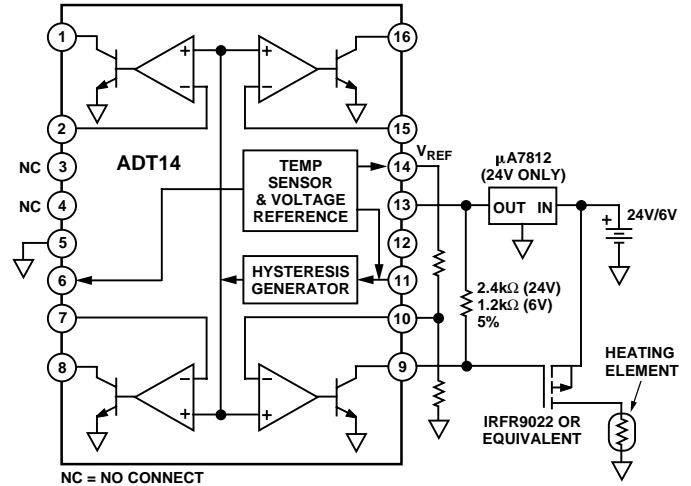 1
16
+
+
−
−
2
15
ADT14
NC
3
TEMP
SENSOR
& VOLTAGE
REFERENCE
VREF
14
μA7812
(24V ONLY)
NC
4
13
OUT IN
+
24V/6V
5
12
6
HYSTERESIS
GENERATOR
11
2.4kΩ (24V)
1.2kΩ (6V)
5%
7
10
8
−
−
+
+
9
HEATING
ELEMENT
IRFR9022 OR
EQUIVALENT
NC = NO CONNECT